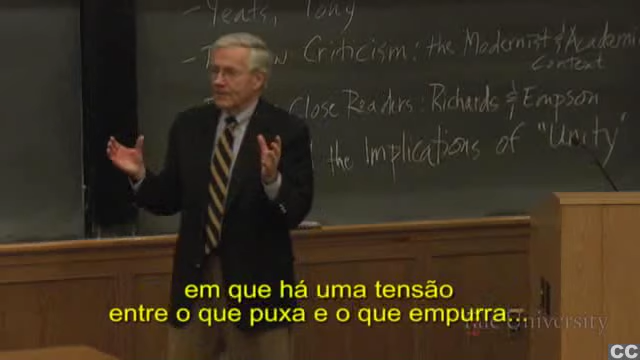 - Yeats, Tony
Criticism: the Modernist & Academic
context
Close Readers: Richards & Empson
the Implications of "Unity"
em que há uma tensão
entre o que puxa e o que empurra...
Yale University
CC